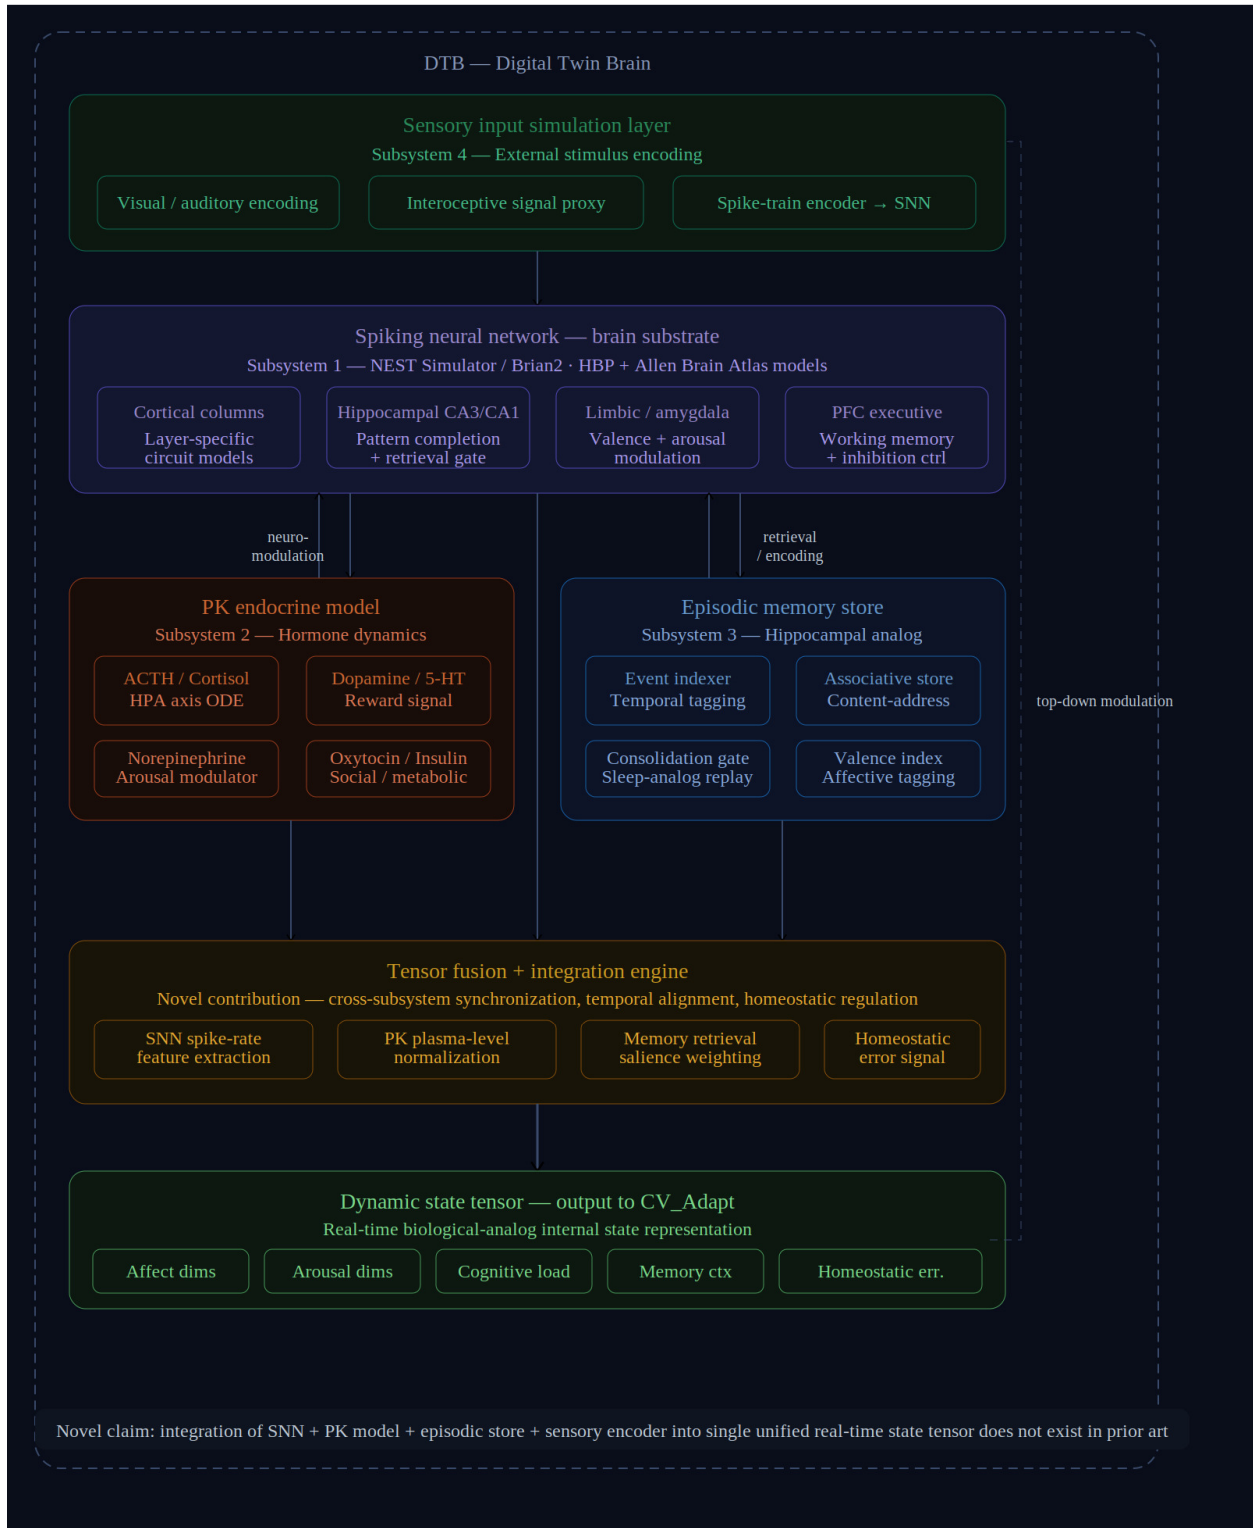 DTB — Digital Twin Brain
Sensory input simulation layer
Subsystem 4 — External stimulus encoding
Visual / auditory encoding
Interoceptive signal proxy
Spike-train encoder → SNN
Spiking neural network — brain substrate
Subsystem 1 — NEST Simulator / Brian2 · HBP + Allen Brain Atlas models
Cortical columns
Layer-specific
circuit models
Hippocampal CA3/CA1
Pattern completion
+ retrieval gate
Limbic / amygdala
Valence + arousal
modulation
PFC executive
Working memory
+ inhibition ctrl
neuro-
modulation
retrieval
/ encoding
PK endocrine model
Subsystem 2 — Hormone dynamics
ACTH / Cortisol
HPA axis ODE
Dopamine / 5-HT
Reward signal
Norepinephrine
Arousal modulator
Oxytocin / Insulin
Social / metabolic
Episodic memory store
Subsystem 3 — Hippocampal analog
Event indexer
Temporal tagging
Associative store
Content-address
Consolidation gate
Sleep-analog replay
Valence index
Affective tagging
top-down modulation
Tensor fusion + integration engine
Novel contribution — cross-subsystem synchronization, temporal alignment, homeostatic regulation
SNN spike-rate
feature extraction
PK plasma-level
normalization
Memory retrieval
salience weighting
Homeostatic
error signal
Dynamic state tensor — output to CV_Adapt
Real-time biological-analog internal state representation
Affect dims
Arousal dims
Cognitive load
Memory ctx
Homeostatic err.
Novel claim: integration of SNN + PK model + episodic store + sensory encoder into single unified real-time state tensor does not exist in prior art